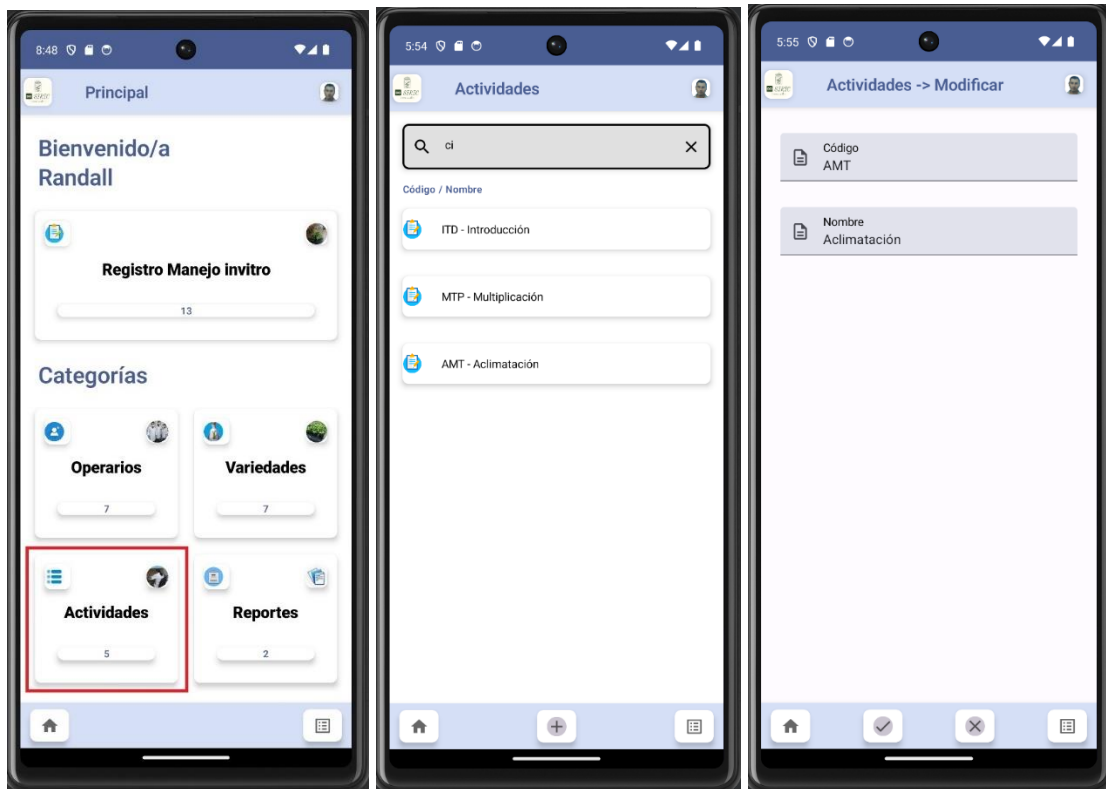 8:48
Principal
Bienvenido/a
Randall
Registro Manejo invitro
13
Categorías
Operarios
7
Variedades
7
Actividades
5
Reportes
2
5:54
Actividades
ci
Código / Nombre
ITD - Introducción
MTP - Multiplicación
AMT - Aclimatación
5:55
Actividades -> Modificar
Código
AMT
Nombre
Aclimatación